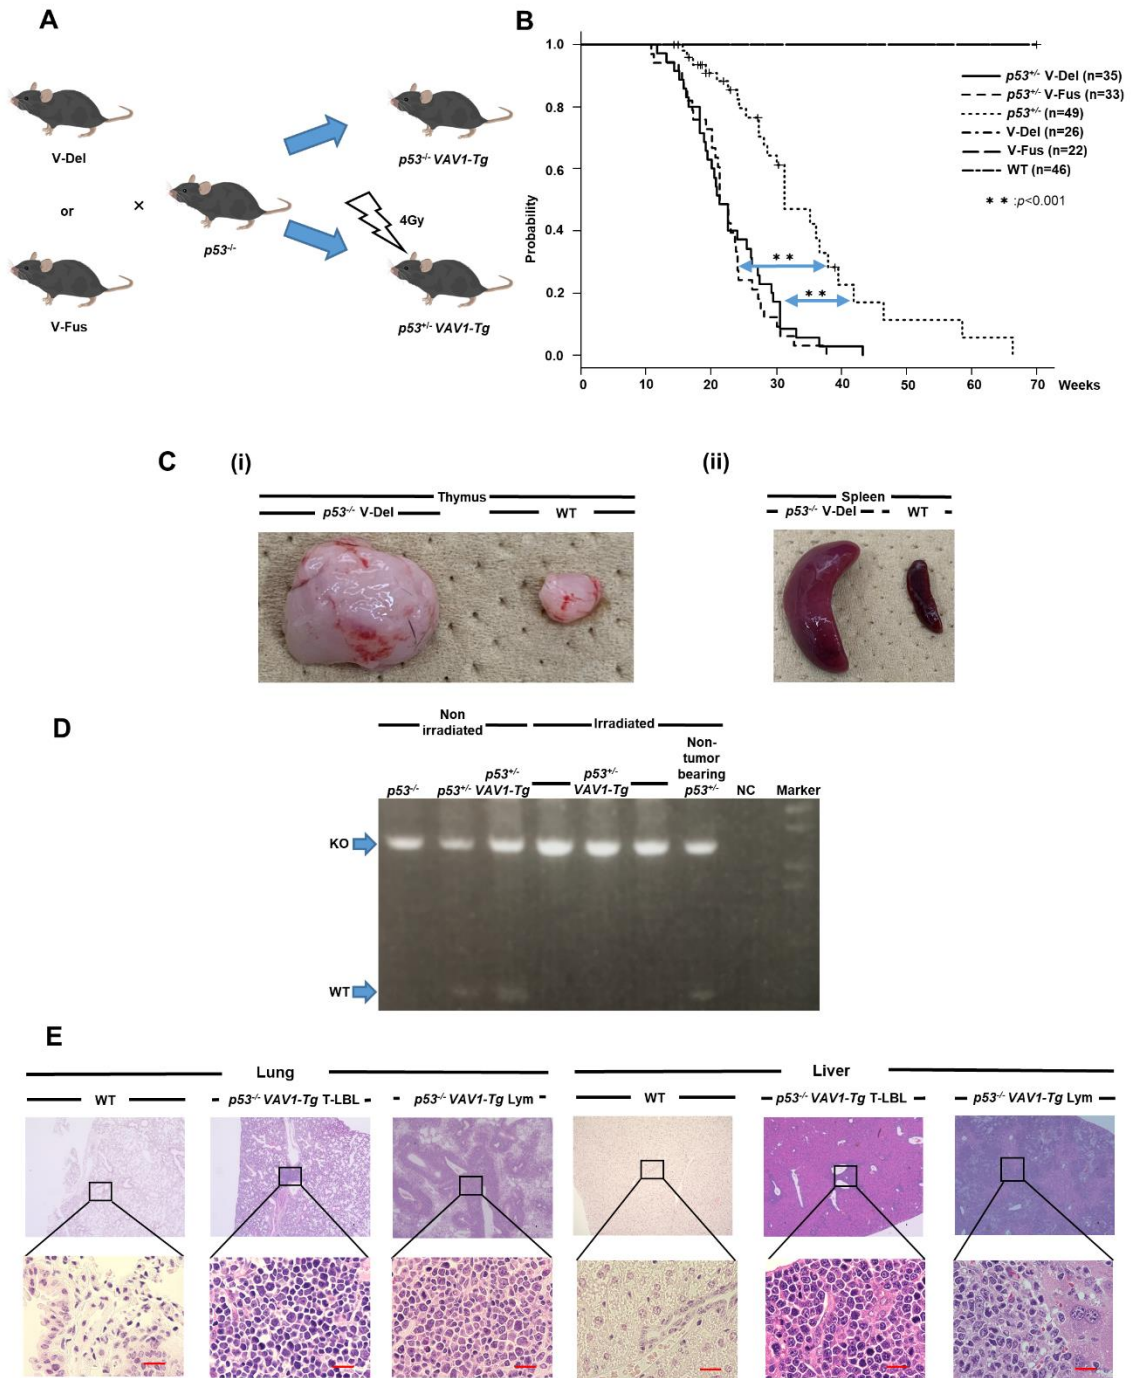 A
V-Del
or
V-Fus
×
p53-/-
4Gy
p53-/- VAV1-Tg
p53+/- VAV1-Tg
B
Probability
1.0
0.8
0.6
0.4
0.2
0.0
0 10 20 30 40 50 60 70 Weeks
p53+/- V-Del (n=35)
p53+/- V-Fus (n=33)
p53+/- (n=49)
V-Del (n=26)
V-Fus (n=22)
WT (n=46)
* * :p<0.001
* *
* *
C (i) (ii)
Thymus
p53-/- V-Del WT
Spleen
p53-/- V-Del WT
D
Non irradiated
Irradiated
p53-/-
p53+/-
p53+/- VAV1-Tg
p53+/- VAV1-Tg
Non-tumor bearing p53+/-
NC
Marker
KO
WT
E
Lung
WT
p53-/- VAV1-Tg T-LBL
p53-/- VAV1-Tg Lym
Liver
WT
p53-/- VAV1-Tg T-LBL
p53-/- VAV1-Tg Lym